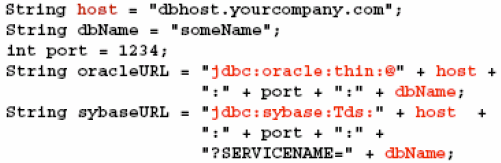 String host = "dbhost.yourcompany.com";
String dbName = "someName";
int port = 1234;
String oracleURL = "jdbc:oracle:thin:@" + host +
":" + port + ":" + dbName;
String sybaseURL = "jdbc:sybase:Tds:" + host +
":" + port + ":" +
"?SERVICENAME=" + dbName;